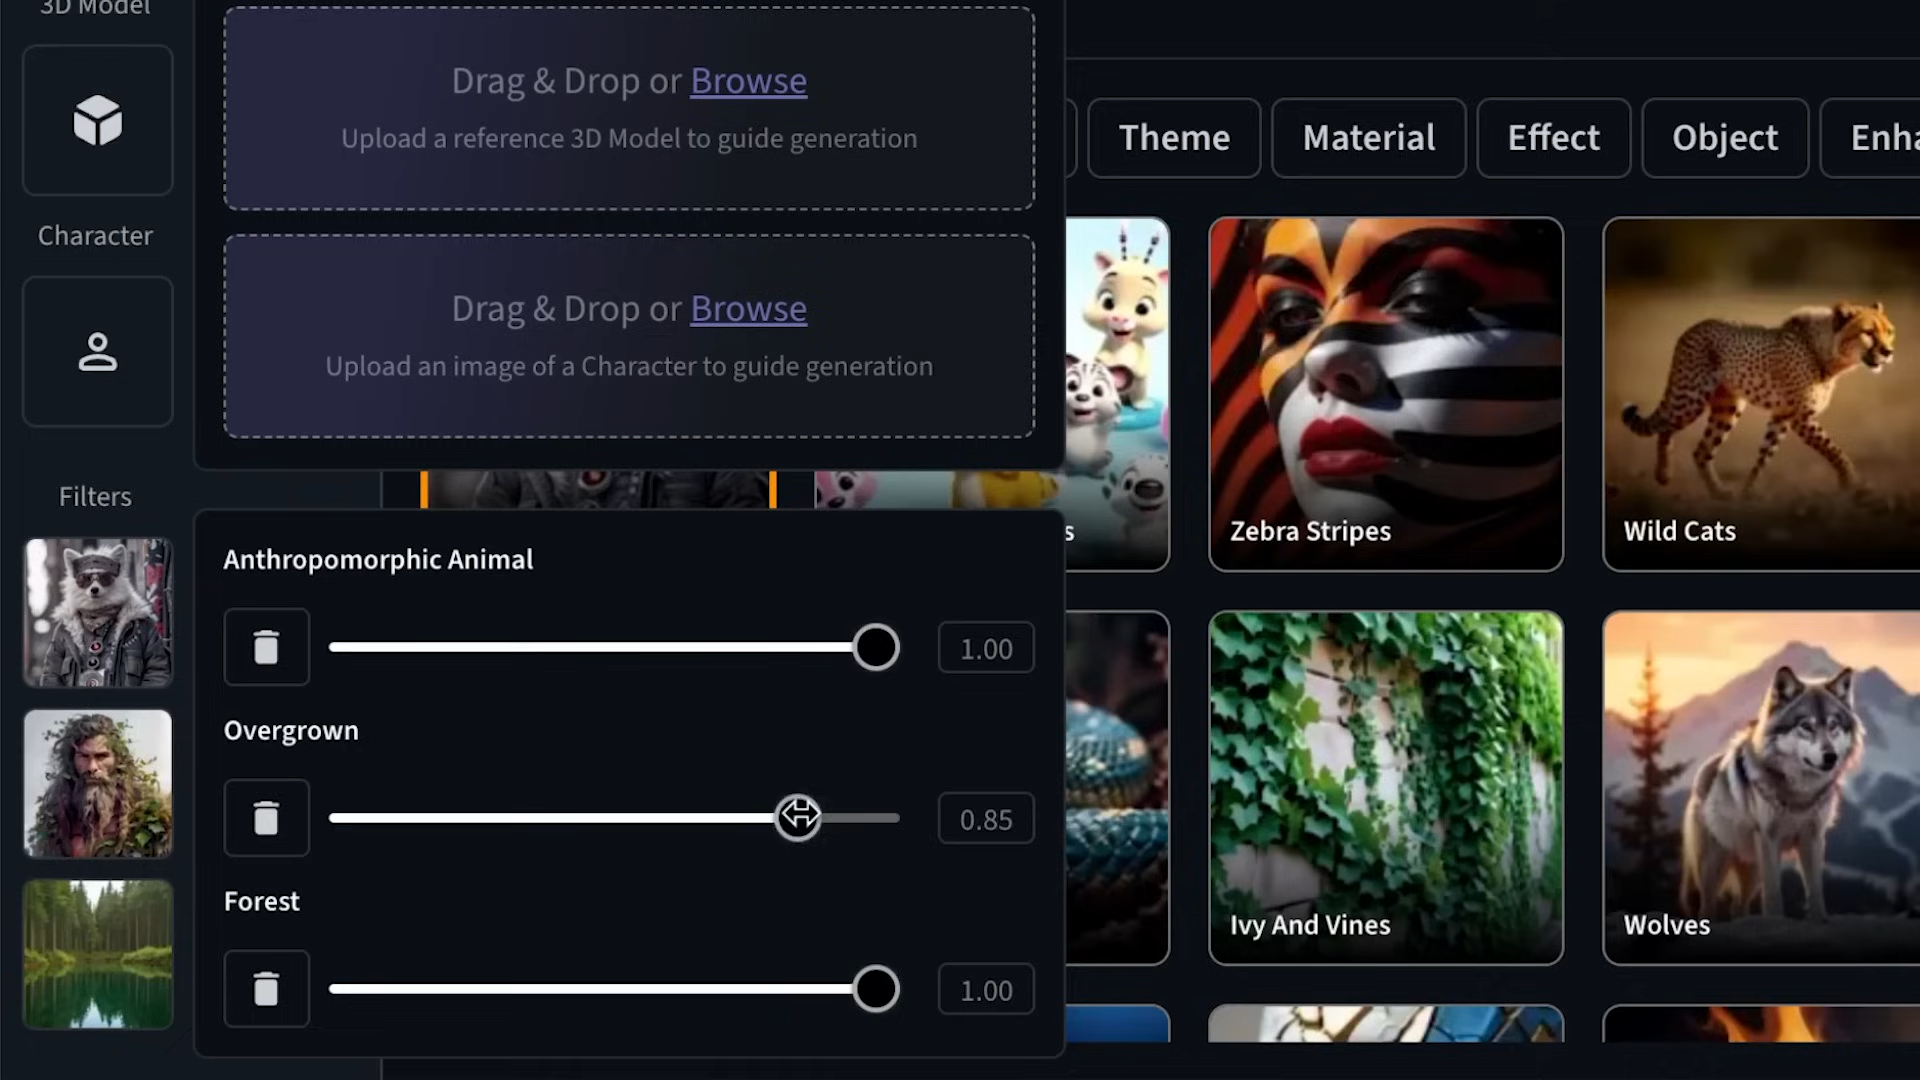 3D Model
Drag & Drop or Browse
Upload a reference 3D Model to guide generation
Theme
Material
Effect
Object
Character
Drag & Drop or Browse
Upload an image of a Character to guide generation
Filters
s
Zebra Stripes
Wild Cats
Anthropomorphic Animal
1.00
Overgrown
0.85
Forest
1.00
Ivy And Vines
Wolves